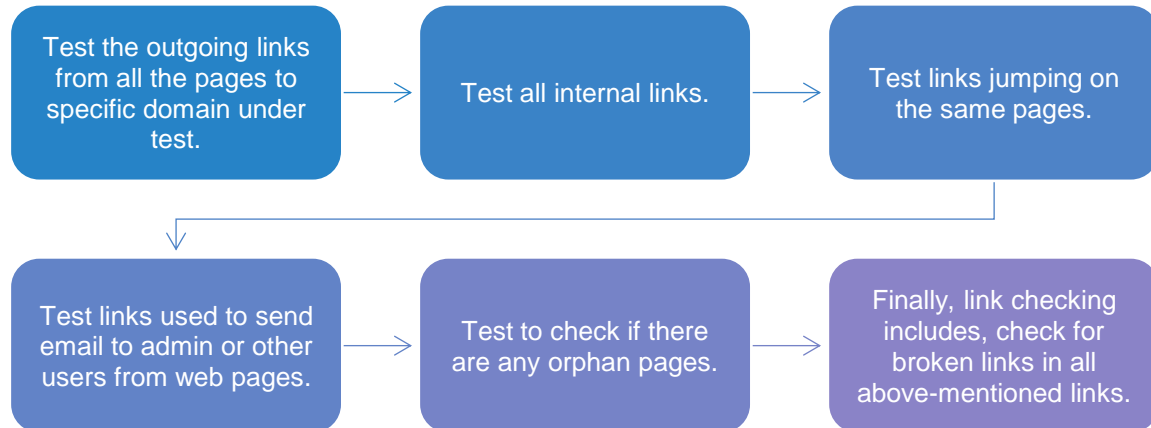 Test the outgoing links
from all the pages to
specific domain under
test.
Test all internal links.
Test links jumping on
the same pages.
Test links used to send
email to admin or other
users from web pages.
Test to check if there
are any orphan pages.
Finally, link checking
includes, check for
broken links in all
above-mentioned links.